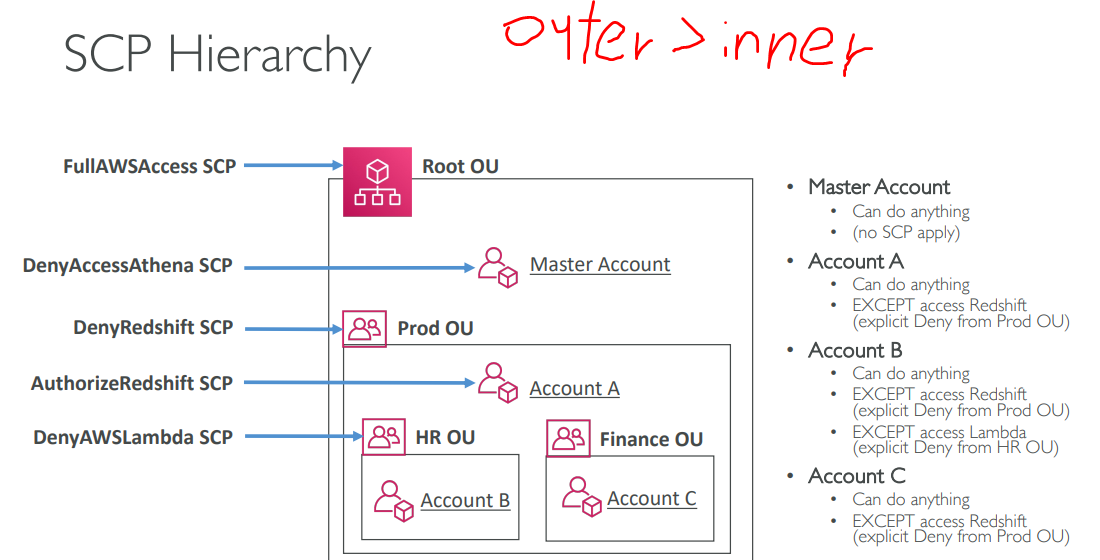 SCP Hierarchy
outer > inner
FullAWSAccess SCP
Root OU
DenyAccessAthena SCP
Master Account
DenyRedshift SCP
Prod OU
AuthorizeRedshift SCP
Account A
DenyAWSLambda SCP
HR OU
Finance OU
Account B
Account C
• Master Account
• Can do anything
• (no SCP apply)
• Account A
• Can do anything
• EXCEPT access Redshift
(explicit Deny from Prod OU)
• Account B
• Can do anything
• EXCEPT access Redshift
(explicit Deny from Prod OU)
• EXCEPT access Lambda
(explicit Deny from HR OU)
• Account C
• Can do anything
• EXCEPT access Redshift
(explicit Deny from Prod OU)